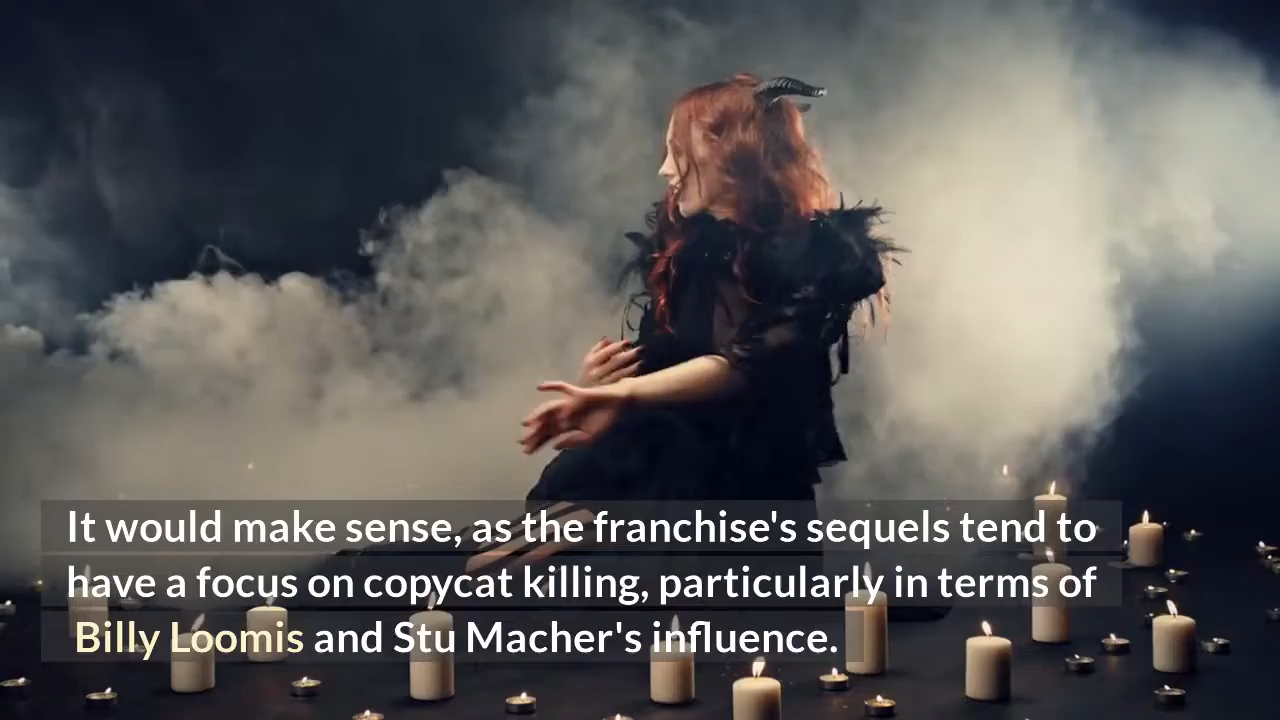 It would make sense, as the franchise's sequels tend to
have a focus on copycat killing, particularly in terms of
Billy Loomis and Stu Macher's influence.